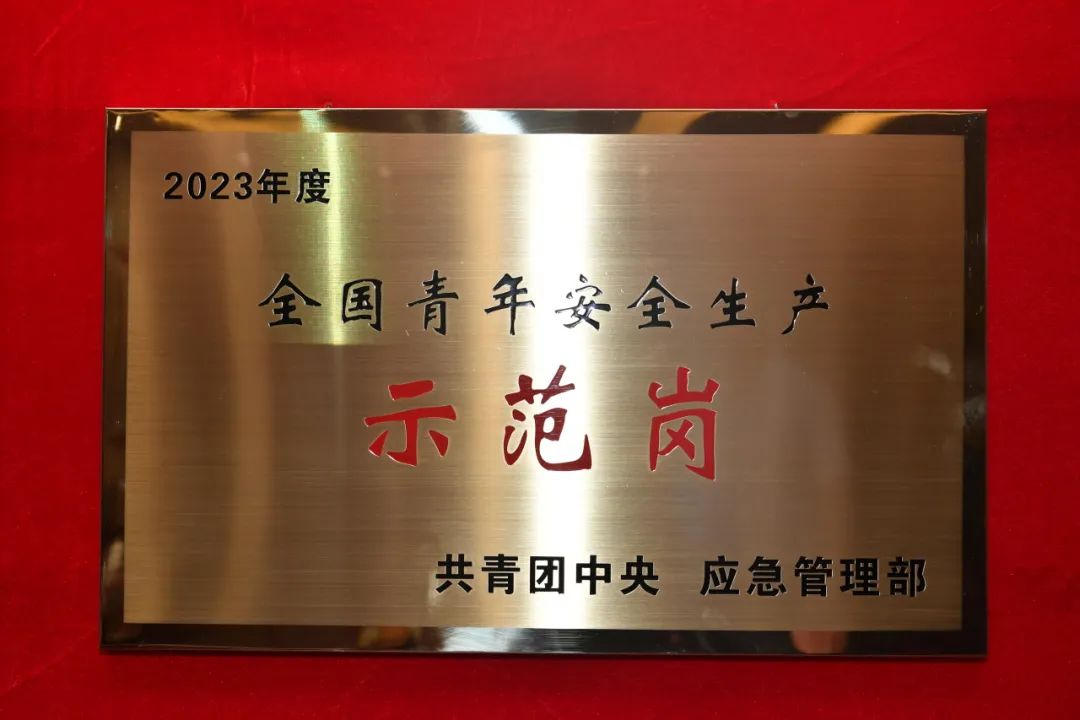 2023年度
全国青年安全生产
示范岗
共青团中央 应急管理部